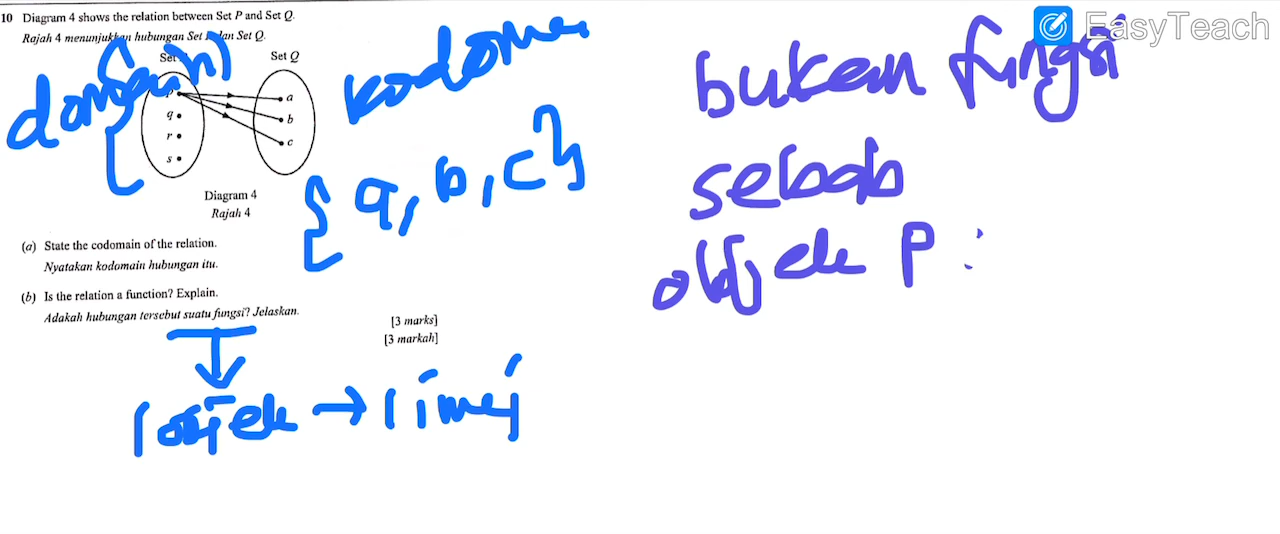 10 Diagram 4 shows the relation between Set P and Set Q.
Rajah 4 menunjukkan hubungan Set dan Set Q.
Set
Set Q
domain
kodomen
q
r
s
a
b
c
{
{ a, b, c }
Diagram 4
Rajah 4
(a) State the codomain of the relation.
Nyatakan kodomain hubungan itu.
(b) Is the relation a function? Explain.
Adakah hubungan tersebut suatu fungsi? Jelaskan.
[3 marks]
[3 markah]
1 objek → 1 imej
EasyTeach
bukan fungsi
sebab
objek P :